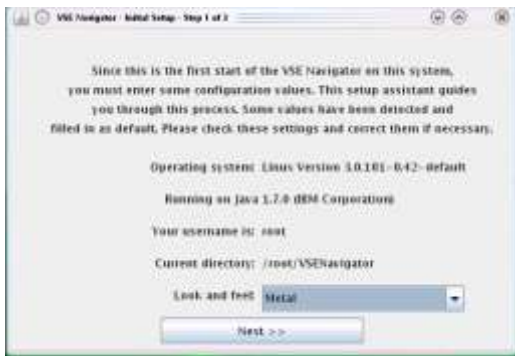 VSE Navigator - Initial Setup - Step 1 of 3
Since this is the first start of the VSE Navigator on this system,
you must enter some configuration values. This setup assistant guides
you through this process. Some values have been detected and
filled in as default. Please check these settings and correct them if necessary.
Operating system: Linux Version 3.0.101-0.42-default
Running on Java 1.7.0 (IBM Corporation)
Your username is: root
Current directory: /root/VSENavigator
Look and feel: Metal
Next >>